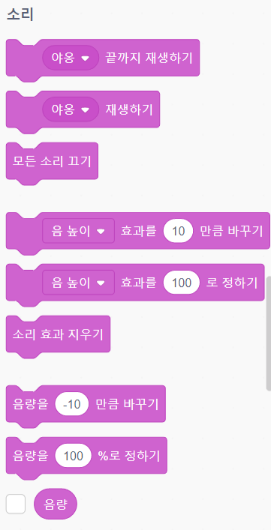 소리
야옹 끝까지 재생하기
야옹 재생하기
모든 소리 끄기
음 높이 효과를 10 만큼 바꾸기
음 높이 효과를 100 로 정하기
소리 효과 지우기
음량을 -10 만큼 바꾸기
음량을 100 %로 정하기
음량